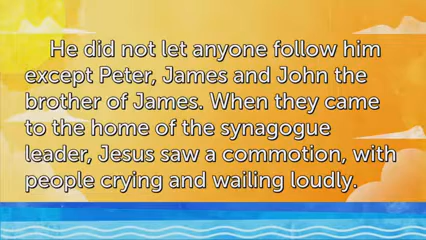 He did not let anyone follow him
except Peter, James and John the
brother of James. When they came
to the home of the synagogue
leader, Jesus saw a commotion, with
people crying and wailing loudly.